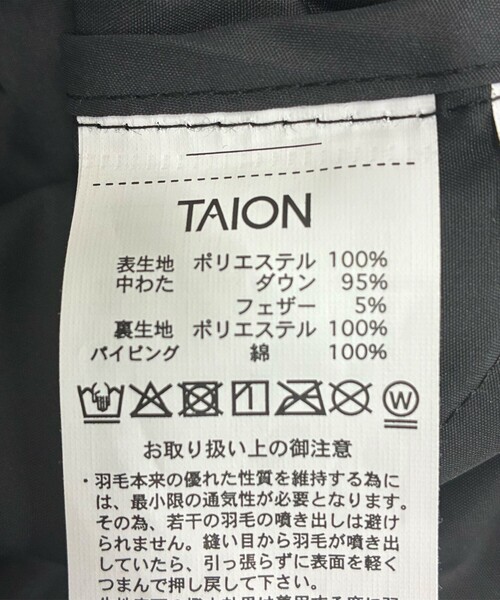 TAION
表生地 ポリエステル 100%
中わた ダウン 95%
フェザー 5%
裏生地 ポリエステル 100%
パイピング 綿 100%
W
お取り扱い上の御注意
・羽毛本来の優れた性質を維持する為に
は、最小限の通気性が必要となります。
その為、若干の羽毛の噴き出しは避け
られません。縫い目から羽毛が噴き出
していたら、引っ張らずに表面を軽く
つまんで押し戻して下さい。